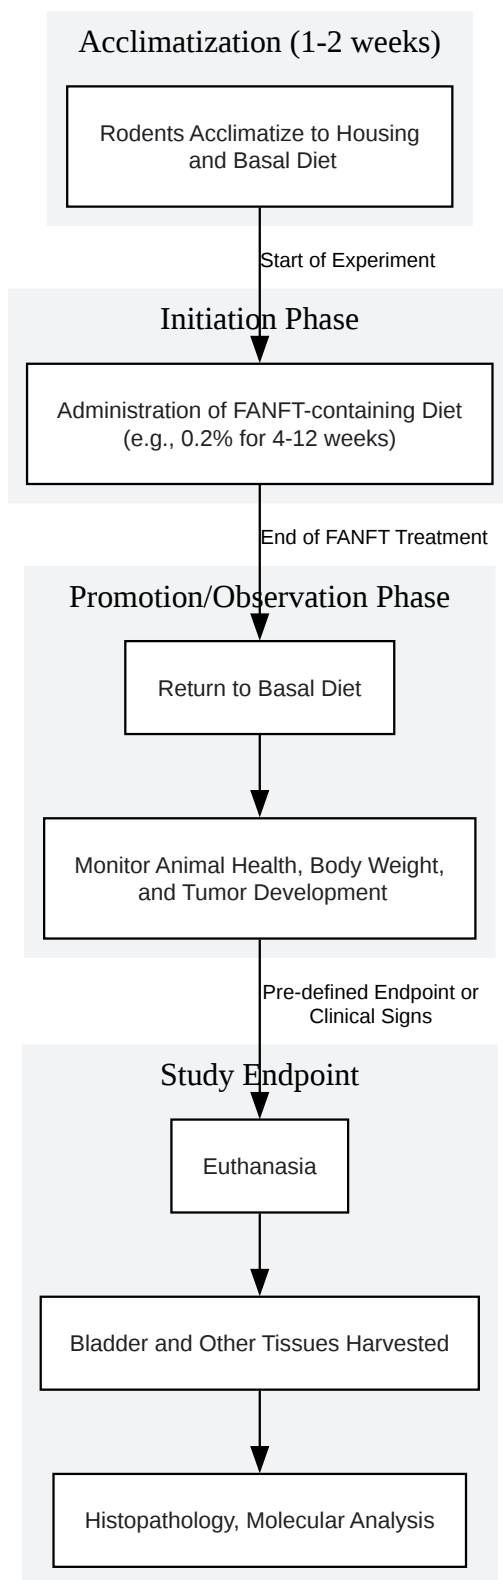 Acclimatization (1-2 weeks)
Rodents Acclimatize to Housing
and Basal Diet
Start of Experiment
Initiation Phase
Administration of FANFT-containing Diet
(e.g., 0.2% for 4-12 weeks)
End of FANFT Treatment
Promotion/Observation Phase
Return to Basal Diet
Monitor Animal Health, Body Weight,
and Tumor Development
Pre-defined Endpoint or
Clinical Signs
Study Endpoint
Euthanasia
Bladder and Other Tissues Harvested
Histopathology, Molecular Analysis